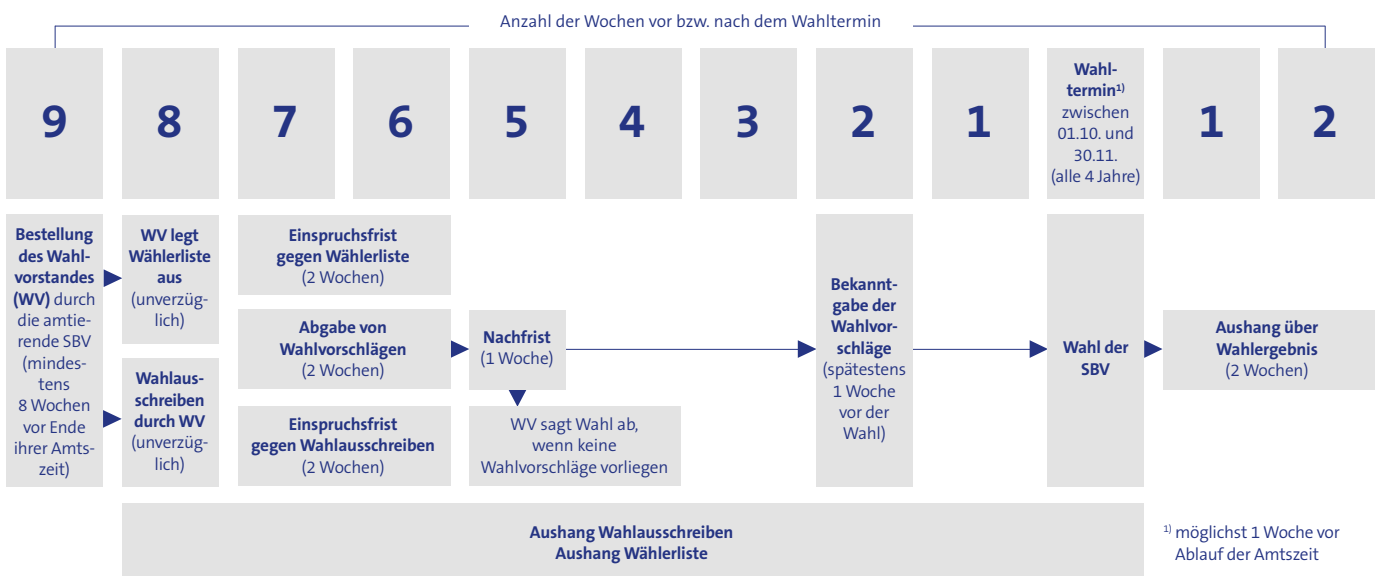 Anzahl der Wochen vor bzw. nach dem Wahltermin
9
8
7
6
5
4
3
2
1
Wahl-
termin¹⁾
zwischen
01.10. und
30.11.
(alle 4 Jahre)
1
2
Bestellung
des Wahl-
vorstandes
(WV) durch
die amtie-
rende SBV
(mindes-
tens
8 Wochen
vor Ende
ihrer Amts-
zeit)
WV legt
Wählerliste
aus
(unverzüg-
lich)
Wahlaus-
schreiben
durch WV
(unverzüg-
lich)
Einspruchsfrist
gegen Wählerliste
(2 Wochen)
Abgabe von
Wahlvorschlägen
(2 Wochen)
Einspruchsfrist
gegen Wahlausschreiben
(2 Wochen)
Nachfrist
(1 Woche)
WV sagt Wahl ab,
wenn keine
Wahlvorschläge vorliegen
Bekannt-
gabe der
Wahlvor-
schläge
(spätestens
1 Woche
vor der
Wahl)
Wahl der
SBV
Aushang über
Wahlergebnis
(2 Wochen)
Aushang Wahlausschreiben
Aushang Wählerliste
¹⁾ möglichst 1 Woche vor
Ablauf der Amtszeit